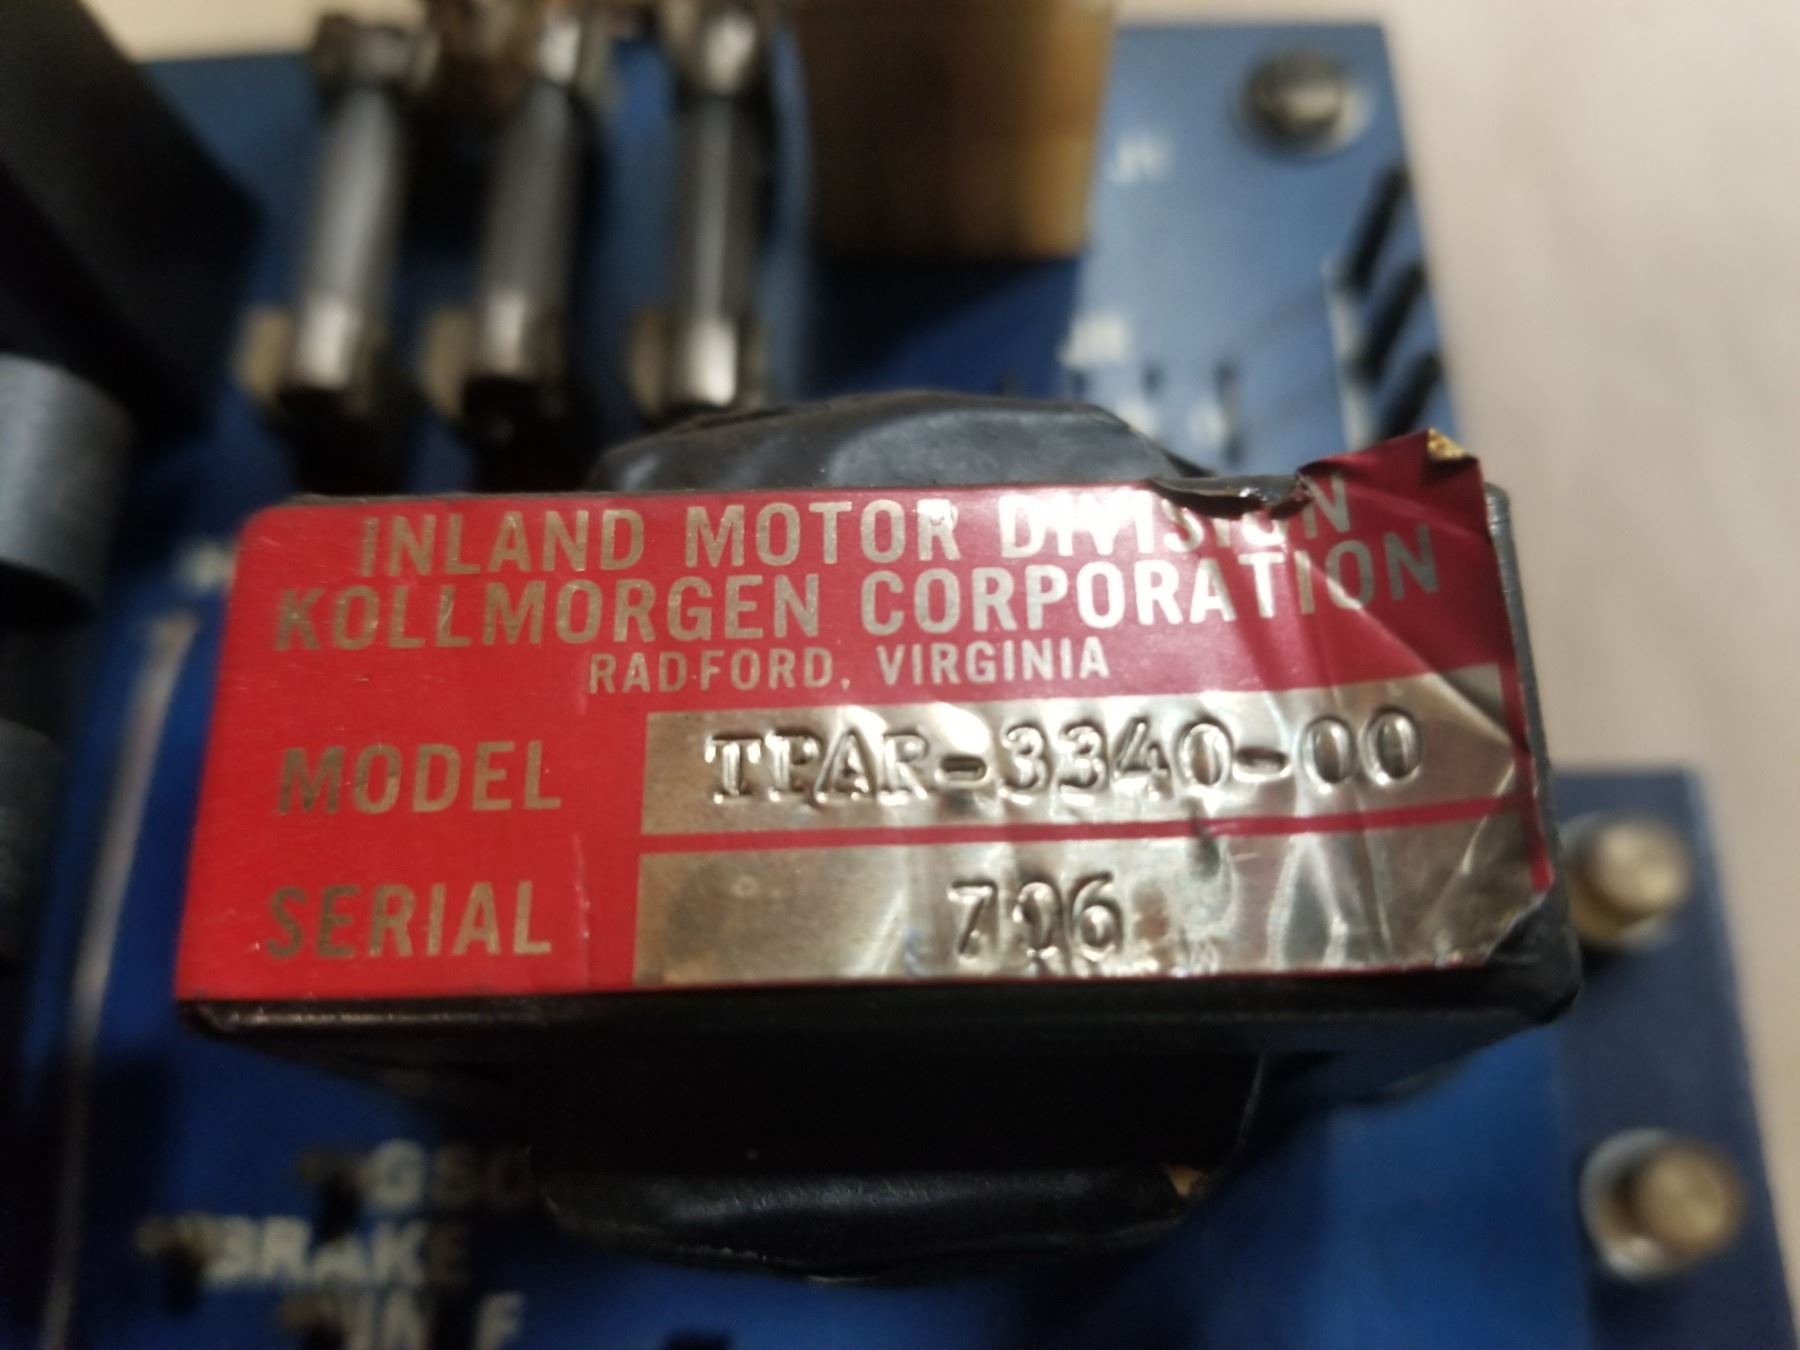 INLAND MOTOR DIVISION
KOLLMORGEN CORPORATION
RADFORD, VIRGINIA
MODEL TPAR-3340-00
SERIAL 706
BRAKE